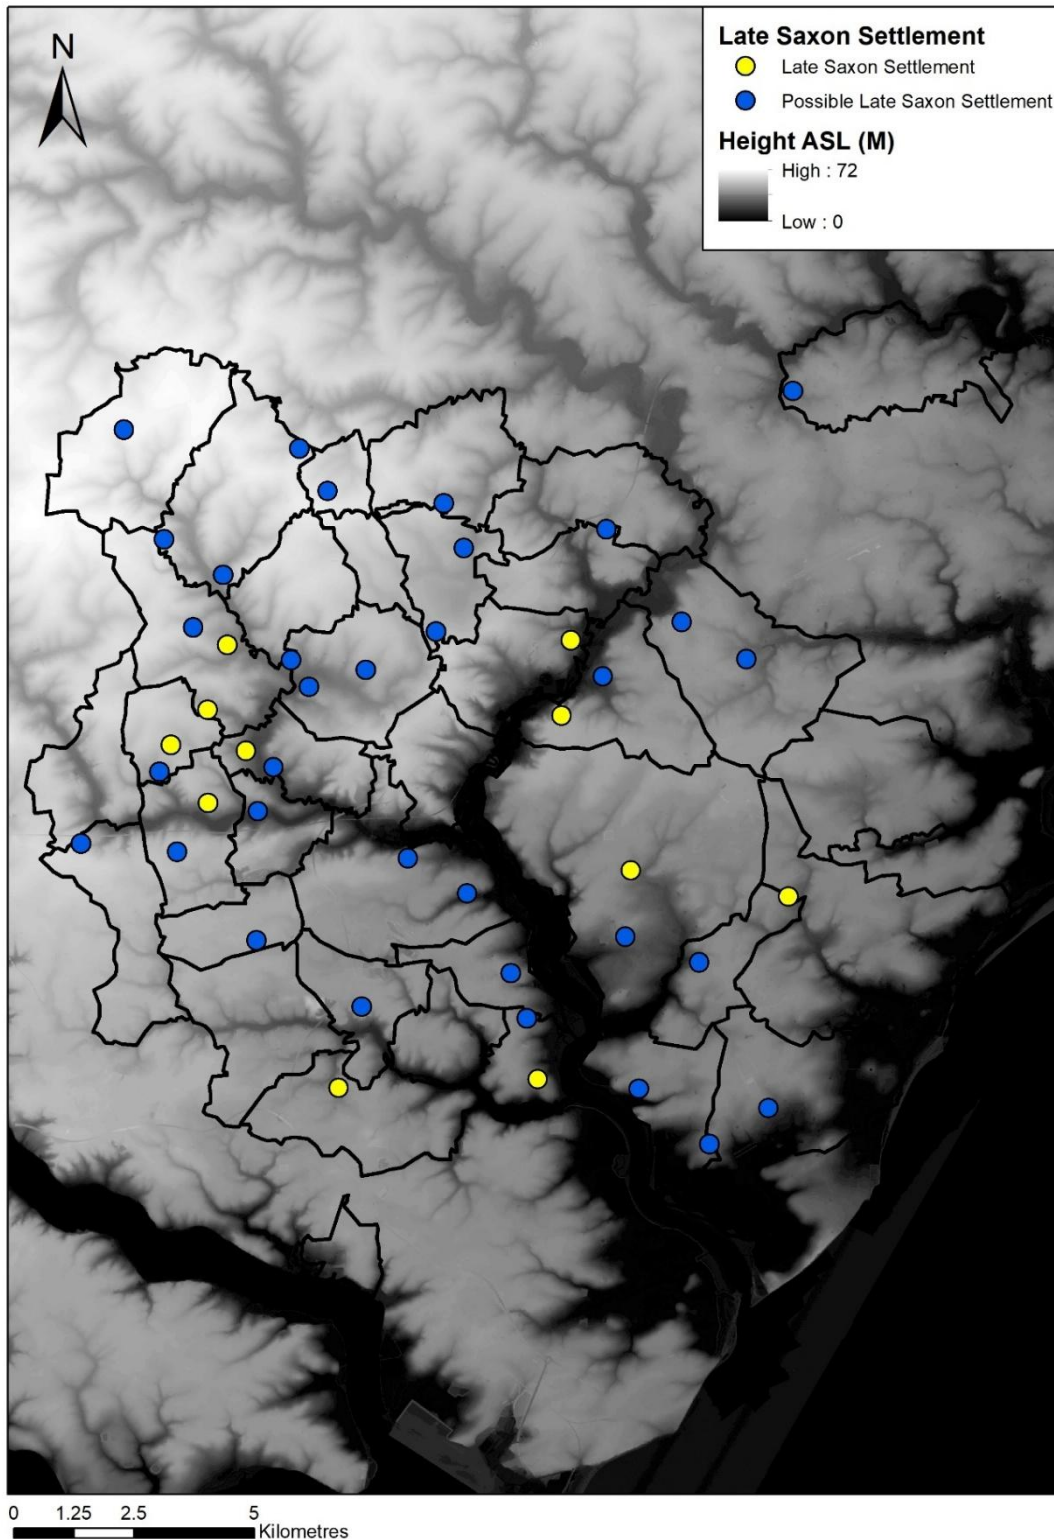 N
Late Saxon Settlement
Late Saxon Settlement
Possible Late Saxon Settlement
Height ASL (M)
High : 72
Low : 0
0 1.25 2.5 5
Kilometres